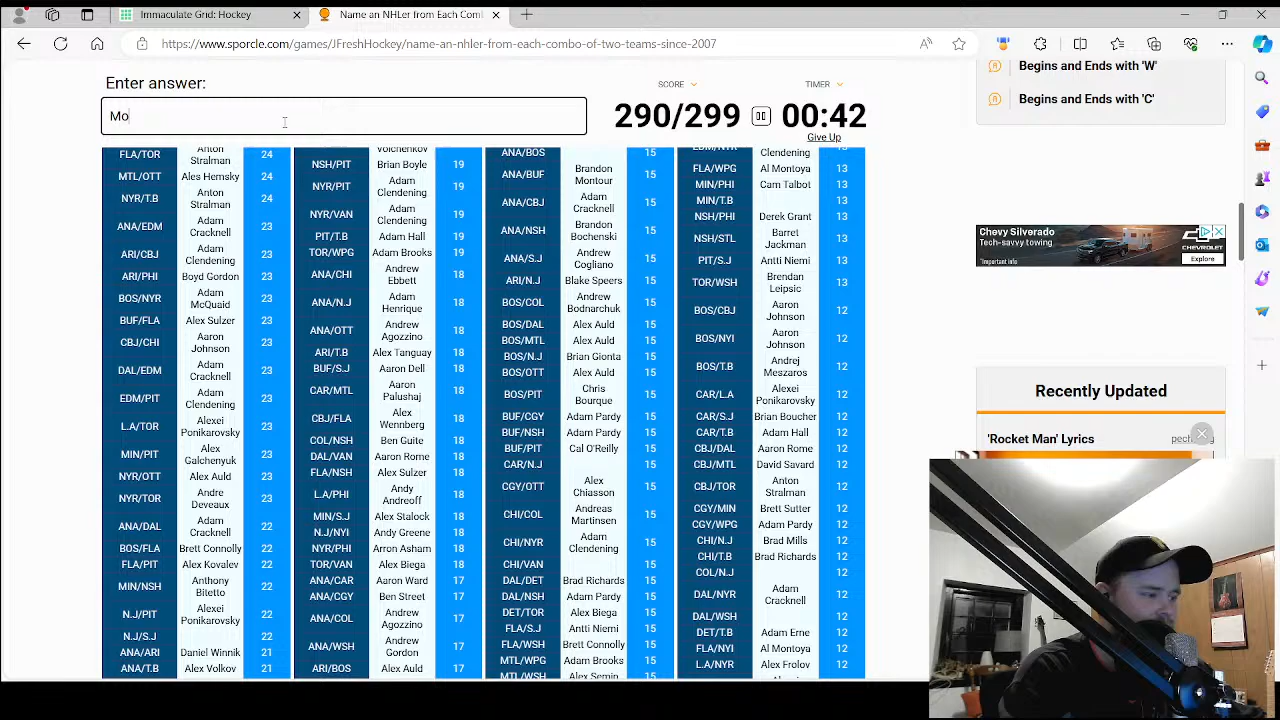 Immaculate Grid: Hockey
Name an NHLer from Each Comb
https://www.sporcle.com/games/JFreshHockey/name-an-nhler-from-each-combo-of-two-teams-since-2007
Enter answer:
SCORE
TIMER
Mo
290/299
00:42
Give Up
FLA/TOR Anton Stralman 24
MTL/OTT Ales Hemsky 24
NYR/T.B Anton Stralman 24
ANA/EDM Adam Cracknell 23
ARI/CBJ Adam Clendening 23
ARI/PHI Boyd Gordon 23
BOS/NYR Adam McQuaid 23
BUF/FLA Alex Sulzer 23
CBJ/CHI Aaron Johnson 23
DAL/EDM Adam Cracknell 23
EDM/PIT Adam Clendening 23
L.A/TOR Alexei Ponikarovsky 23
MIN/PIT Alex Galchenyuk 23
NYR/OTT Alex Auld 23
NYR/TOR Andre Deveaux 23
ANA/DAL Adam Cracknell 22
BOS/FLA Brett Connolly 22
FLA/PIT Alex Kovalev 22
MIN/NSH Anthony Bitetto 22
N.J/PIT Alexei Ponikarovsky 22
N.J/S.J 22
ANA/ARI Daniel Winnik 21
ANA/T.B Alex Volkov 21
Volchenkov
NSH/PIT Brian Boyle 19
NYR/PIT Adam Clendening 19
NYR/VAN Adam Clendening 19
PIT/T.B Adam Hall 19
TOR/WPG Adam Brooks 19
ANA/CHI Andrew Ebbett 18
ANA/N.J Adam Henrique 18
ANA/OTT Andrew Agozzino 18
ARI/T.B Alex Tanguay 18
BUF/S.J Aaron Dell 18
CAR/MTL Aaron Palushaj 18
CBJ/FLA Alex Wennberg 18
COL/NSH Ben Guite 18
DAL/VAN Aaron Rome 18
FLA/NSH Alex Sulzer 18
L.A/PHI Andy Andreoff 18
MIN/S.J Alex Stalock 18
N.J/NYI Andy Greene 18
NYR/PHI Arron Asham 18
TOR/VAN Alex Biega 18
ANA/CAR Aaron Ward 17
ANA/CGY Ben Street 17
ANA/COL Andrew Agozzino 17
ANA/WSH Andrew Gordon 17
ARI/BOS Alex Auld 17
ANA/BOS 15
ANA/BUF Brandon Montour 15
ANA/CBJ Adam Cracknell 15
ANA/NSH Brandon Bochenski 15
ANA/S.J Andrew Cogliano 15
ARI/N.J Blake Speers 15
BOS/COL Andrew Bodnarchuk 15
BOS/DAL Alex Auld 15
BOS/MTL Alex Auld 15
BOS/N.J Brian Gionta 15
BOS/OTT Alex Auld 15
BOS/PIT Chris Bourque 15
BUF/CGY Adam Pardy 15
BUF/NSH Adam Pardy 15
BUF/PIT Cal O'Reilly 15
CAR/N.J 15
CGY/OTT Alex Chiasson 15
CHI/COL Andreas Martinsen 15
CHI/NYR Adam Clendening 15
CHI/VAN 15
DAL/DET Brad Richards 15
DAL/NSH Adam Pardy 15
DET/TOR Alex Biega 15
FLA/S.J Antti Niemi 15
FLA/WSH Brett Connolly 15
MTL/WPG Adam Brooks 15
MTL/WSH Alex Semin 15
EDM/NYR Clendening 13
FLA/WPG Al Montoya 13
MIN/PHI Cam Talbot 13
MIN/T.B 13
NSH/PHI Derek Grant 13
NSH/STL Barret Jackman 13
PIT/S.J Antti Niemi 13
TOR/WSH Brendan Leipsic 13
BOS/CBJ Aaron Johnson 12
BOS/NYI Aaron Johnson 12
BOS/T.B Andrej Meszaros 12
CAR/L.A Alexei Ponikarovsky 12
CAR/S.J Brian Boucher 12
CAR/T.B Adam Hall 12
CBJ/DAL Aaron Rome 12
CBJ/MTL David Savard 12
CBJ/TOR Anton Stralman 12
CGY/MIN Brett Sutter 12
CGY/WPG Adam Pardy 12
CHI/N.J Brad Mills 12
CHI/T.B Brad Richards 12
COL/N.J 12
DAL/NYR Adam Cracknell 12
DAL/WSH 12
DET/T.B Adam Erne 12
FLA/NYI Al Montoya 12
L.A/NYR Alex Frolov 12
Begins and Ends with 'W'
Begins and Ends with 'C'
Chevy Silverado
Tech-savvy towing
*Important info
CHEVROLET
Explore
Recently Updated
'Rocket Man' Lyrics